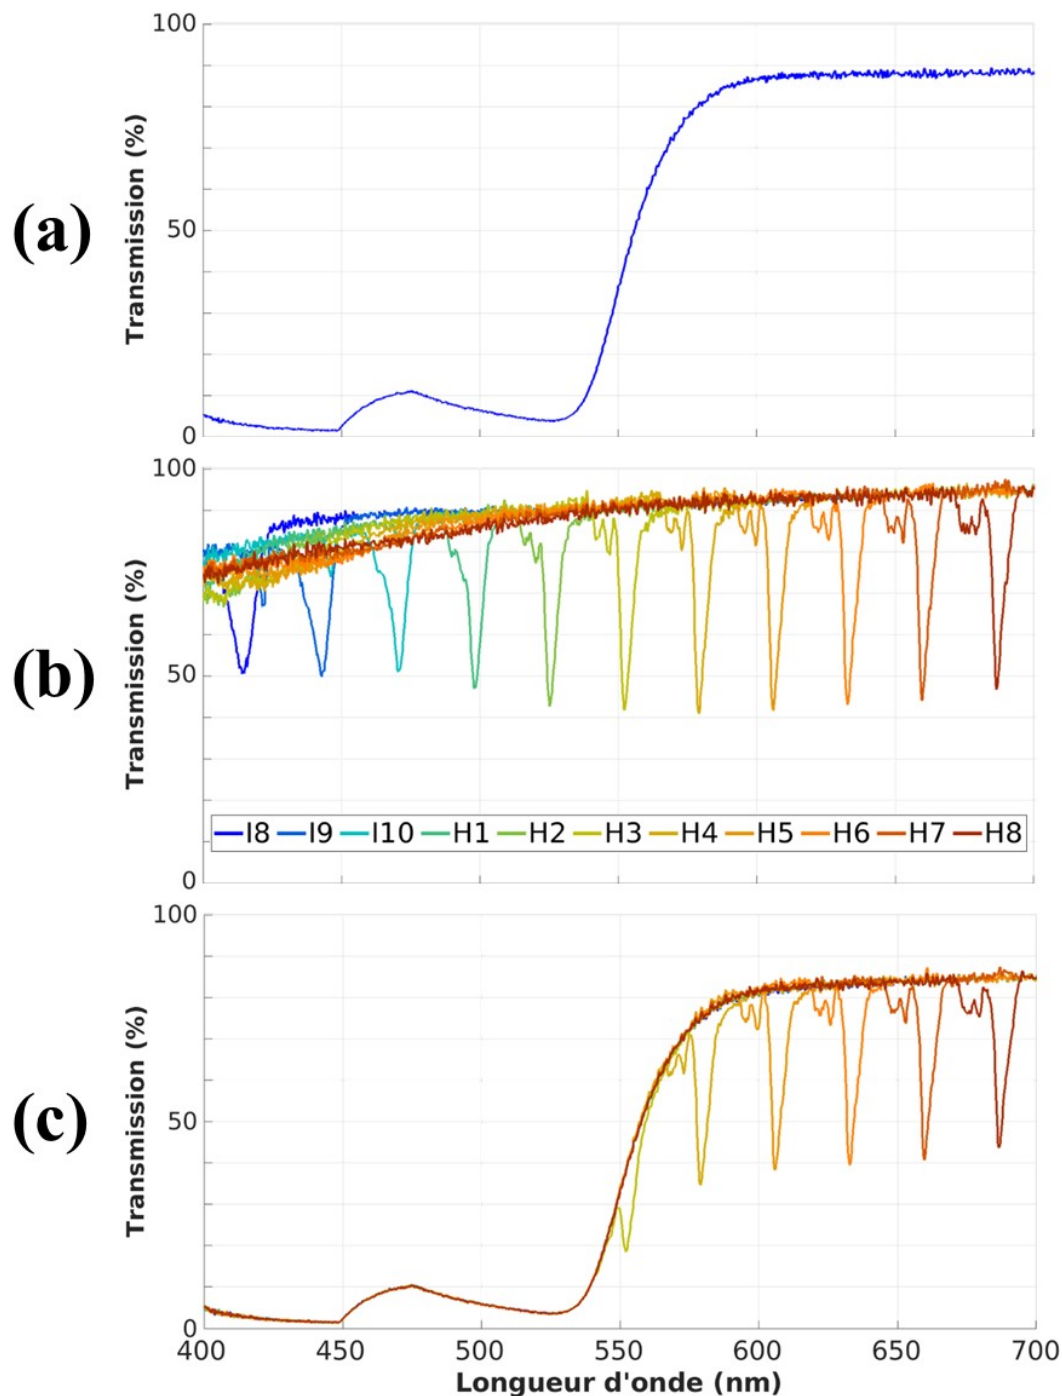 (a)
Transmission (%)
100
50
0
(b)
Transmission (%)
100
50
0
I8 I9 I10 H1 H2 H3 H4 H5 H6 H7 H8
(c)
Transmission (%)
100
50
0
400 450 500 550 600 650 700
Longueur d'onde (nm)